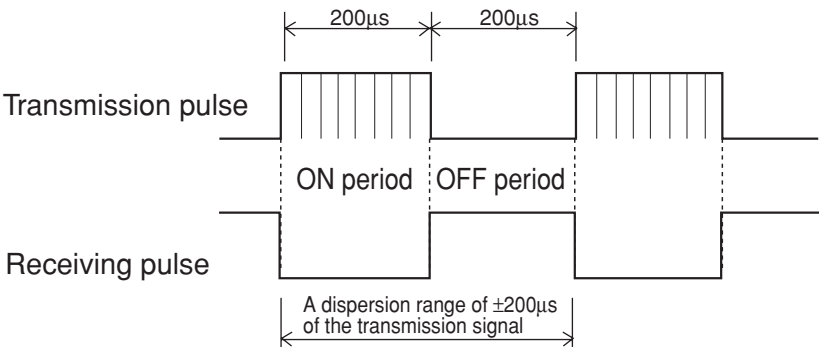 200µs 200µs
Transmission pulse
ON period OFF period
Receiving pulse
A dispersion range of ±200µs
of the transmission signal